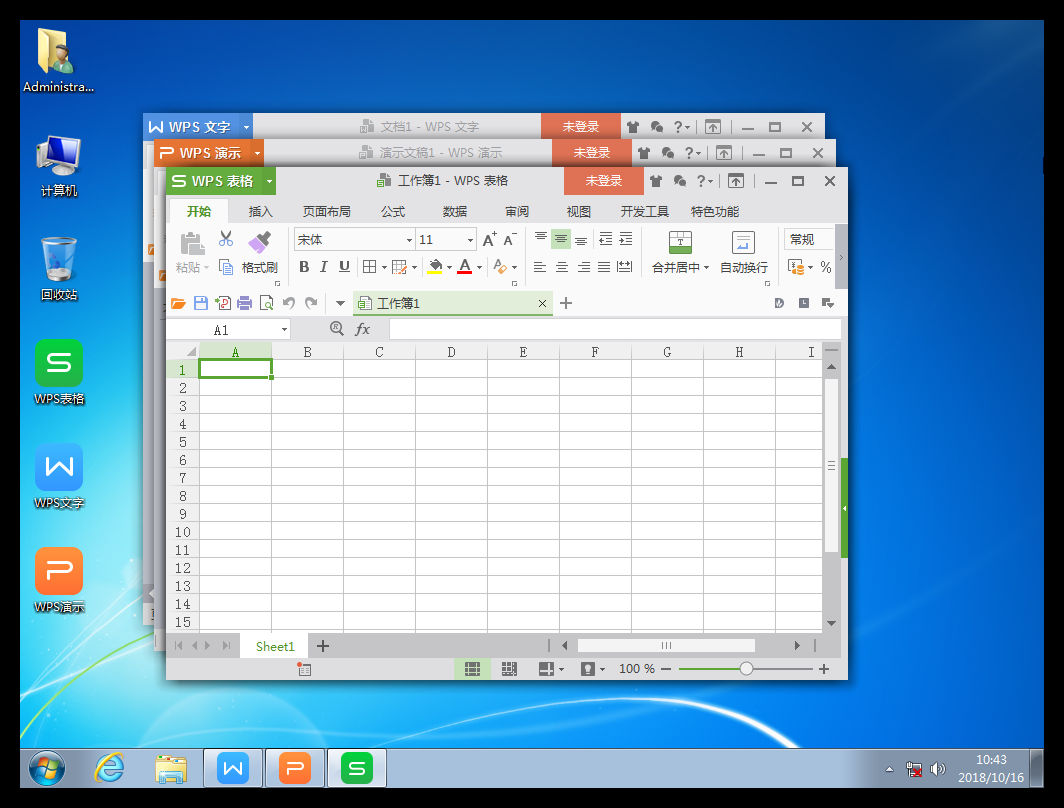 Administra...
计算机
回收站
WPS表格
WPS文字
WPS演示
WPS 文字
文档1 - WPS 文字
未登录
WPS 演示
演示文稿1 - WPS 演示
未登录
WPS 表格
工作簿1 - WPS 表格
未登录
开始 插入 页面布局 公式 数据 审阅 视图 开发工具 特色功能
粘贴 格式刷
宋体 11 A+ A-
B I U A
合并居中 自动换行
常规
%
工作簿1
A1 fx
A B C D E F G H I
1
2
3
4
5
6
7
8
9
10
11
12
13
14
15
Sheet1
100 %
10:43
2018/10/16